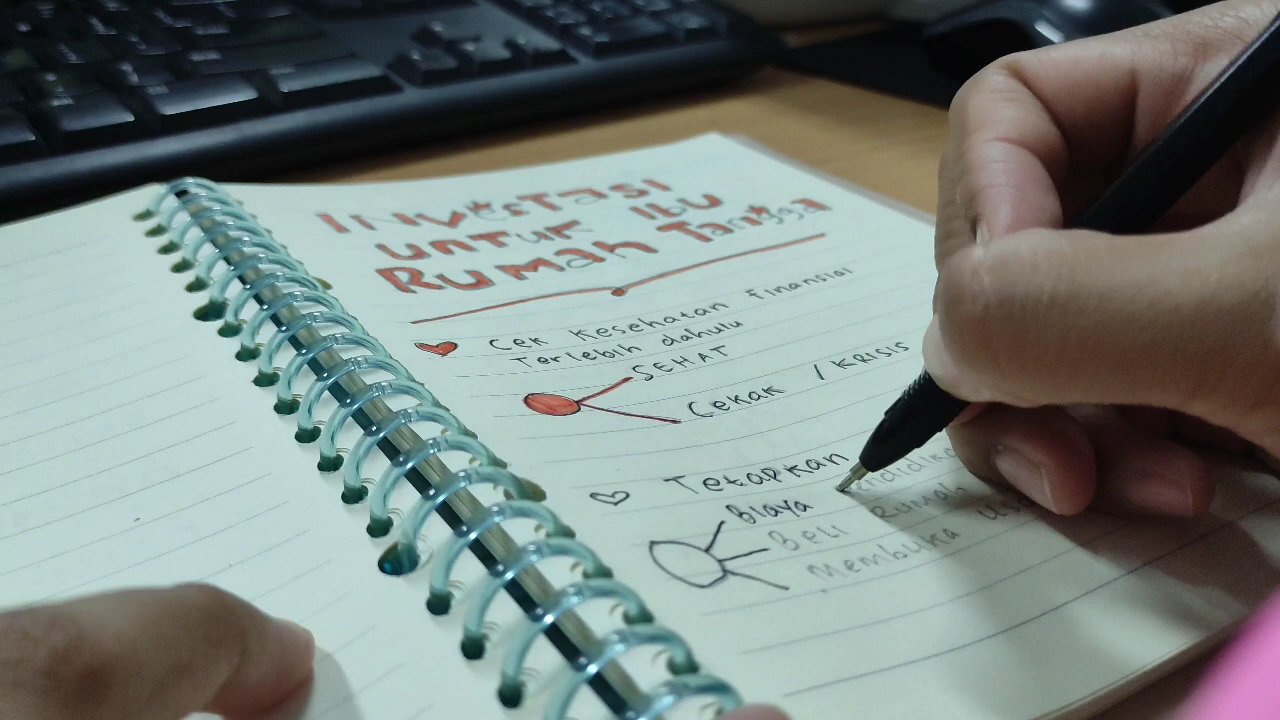 INVESTASI
UNTUK IBU
RUMAH TANGGA
CEK KESEHATAN FINANSIAL
TERLEBIH DAHULU
SEHAT
CEKAK / KRISIS
TETAPKAN
BIAYA
BELI RUMAH
MEMBUKA